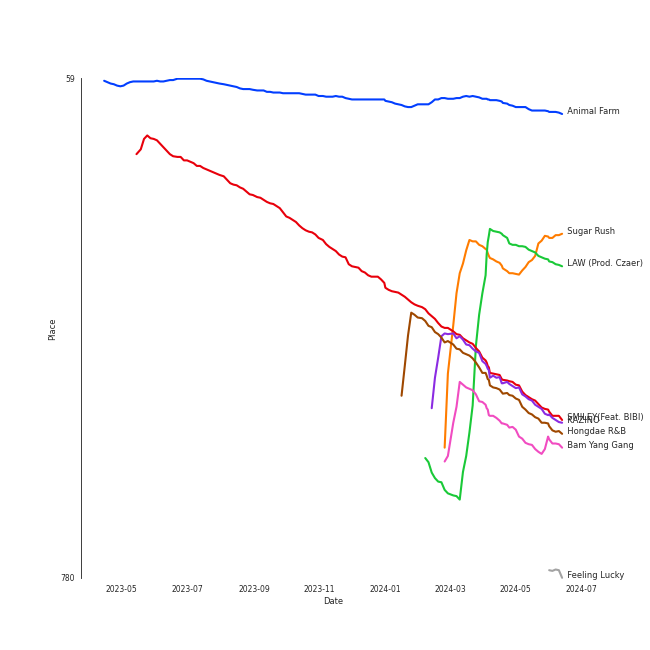 59
Animal Farm
Sugar Rush
LAW (Prod. Czaer)
Place
SMILEY(Feat. BIBI)
KAZINO
Hongdae R&B
Bam Yang Gang
Feeling Lucky
780
2023-05 2023-07 2023-09 2023-11 2024-01 2024-03 2024-05 2024-07
Date